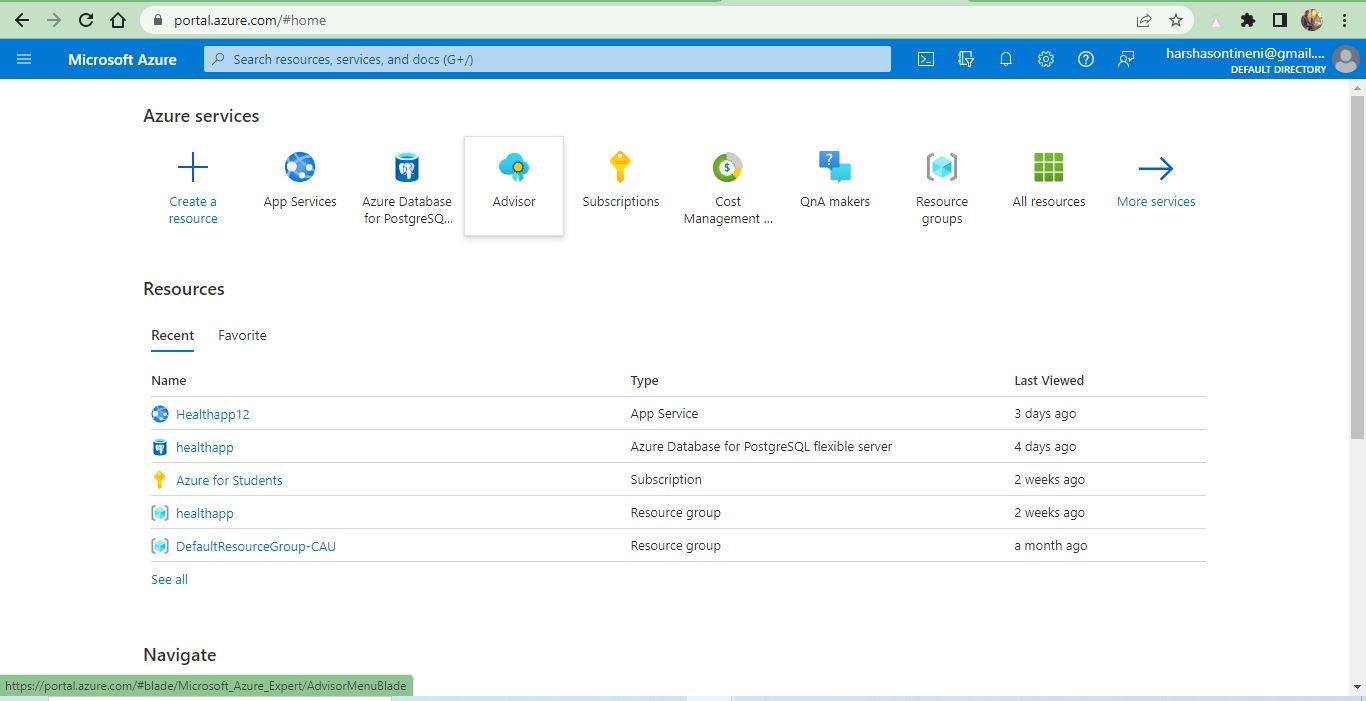 portal.azure.com/#home
Microsoft Azure
Search resources, services, and docs (G+/)
harshasontineni@gmail....
DEFAULT DIRECTORY
Azure services
Create a
resource
App Services
Azure Database
for PostgreSQ...
Advisor
Subscriptions
Cost
Management ...
QnA makers
Resource
groups
All resources
More services
Resources
Recent Favorite
Name Type Last Viewed
Healthapp12 App Service 3 days ago
healthapp Azure Database for PostgreSQL flexible server 4 days ago
Azure for Students Subscription 2 weeks ago
healthapp Resource group 2 weeks ago
DefaultResourceGroup-CAU Resource group a month ago
See all
Navigate
https://portal.azure.com/#blade/Microsoft_Azure_Expert/AdvisorMenuBlade